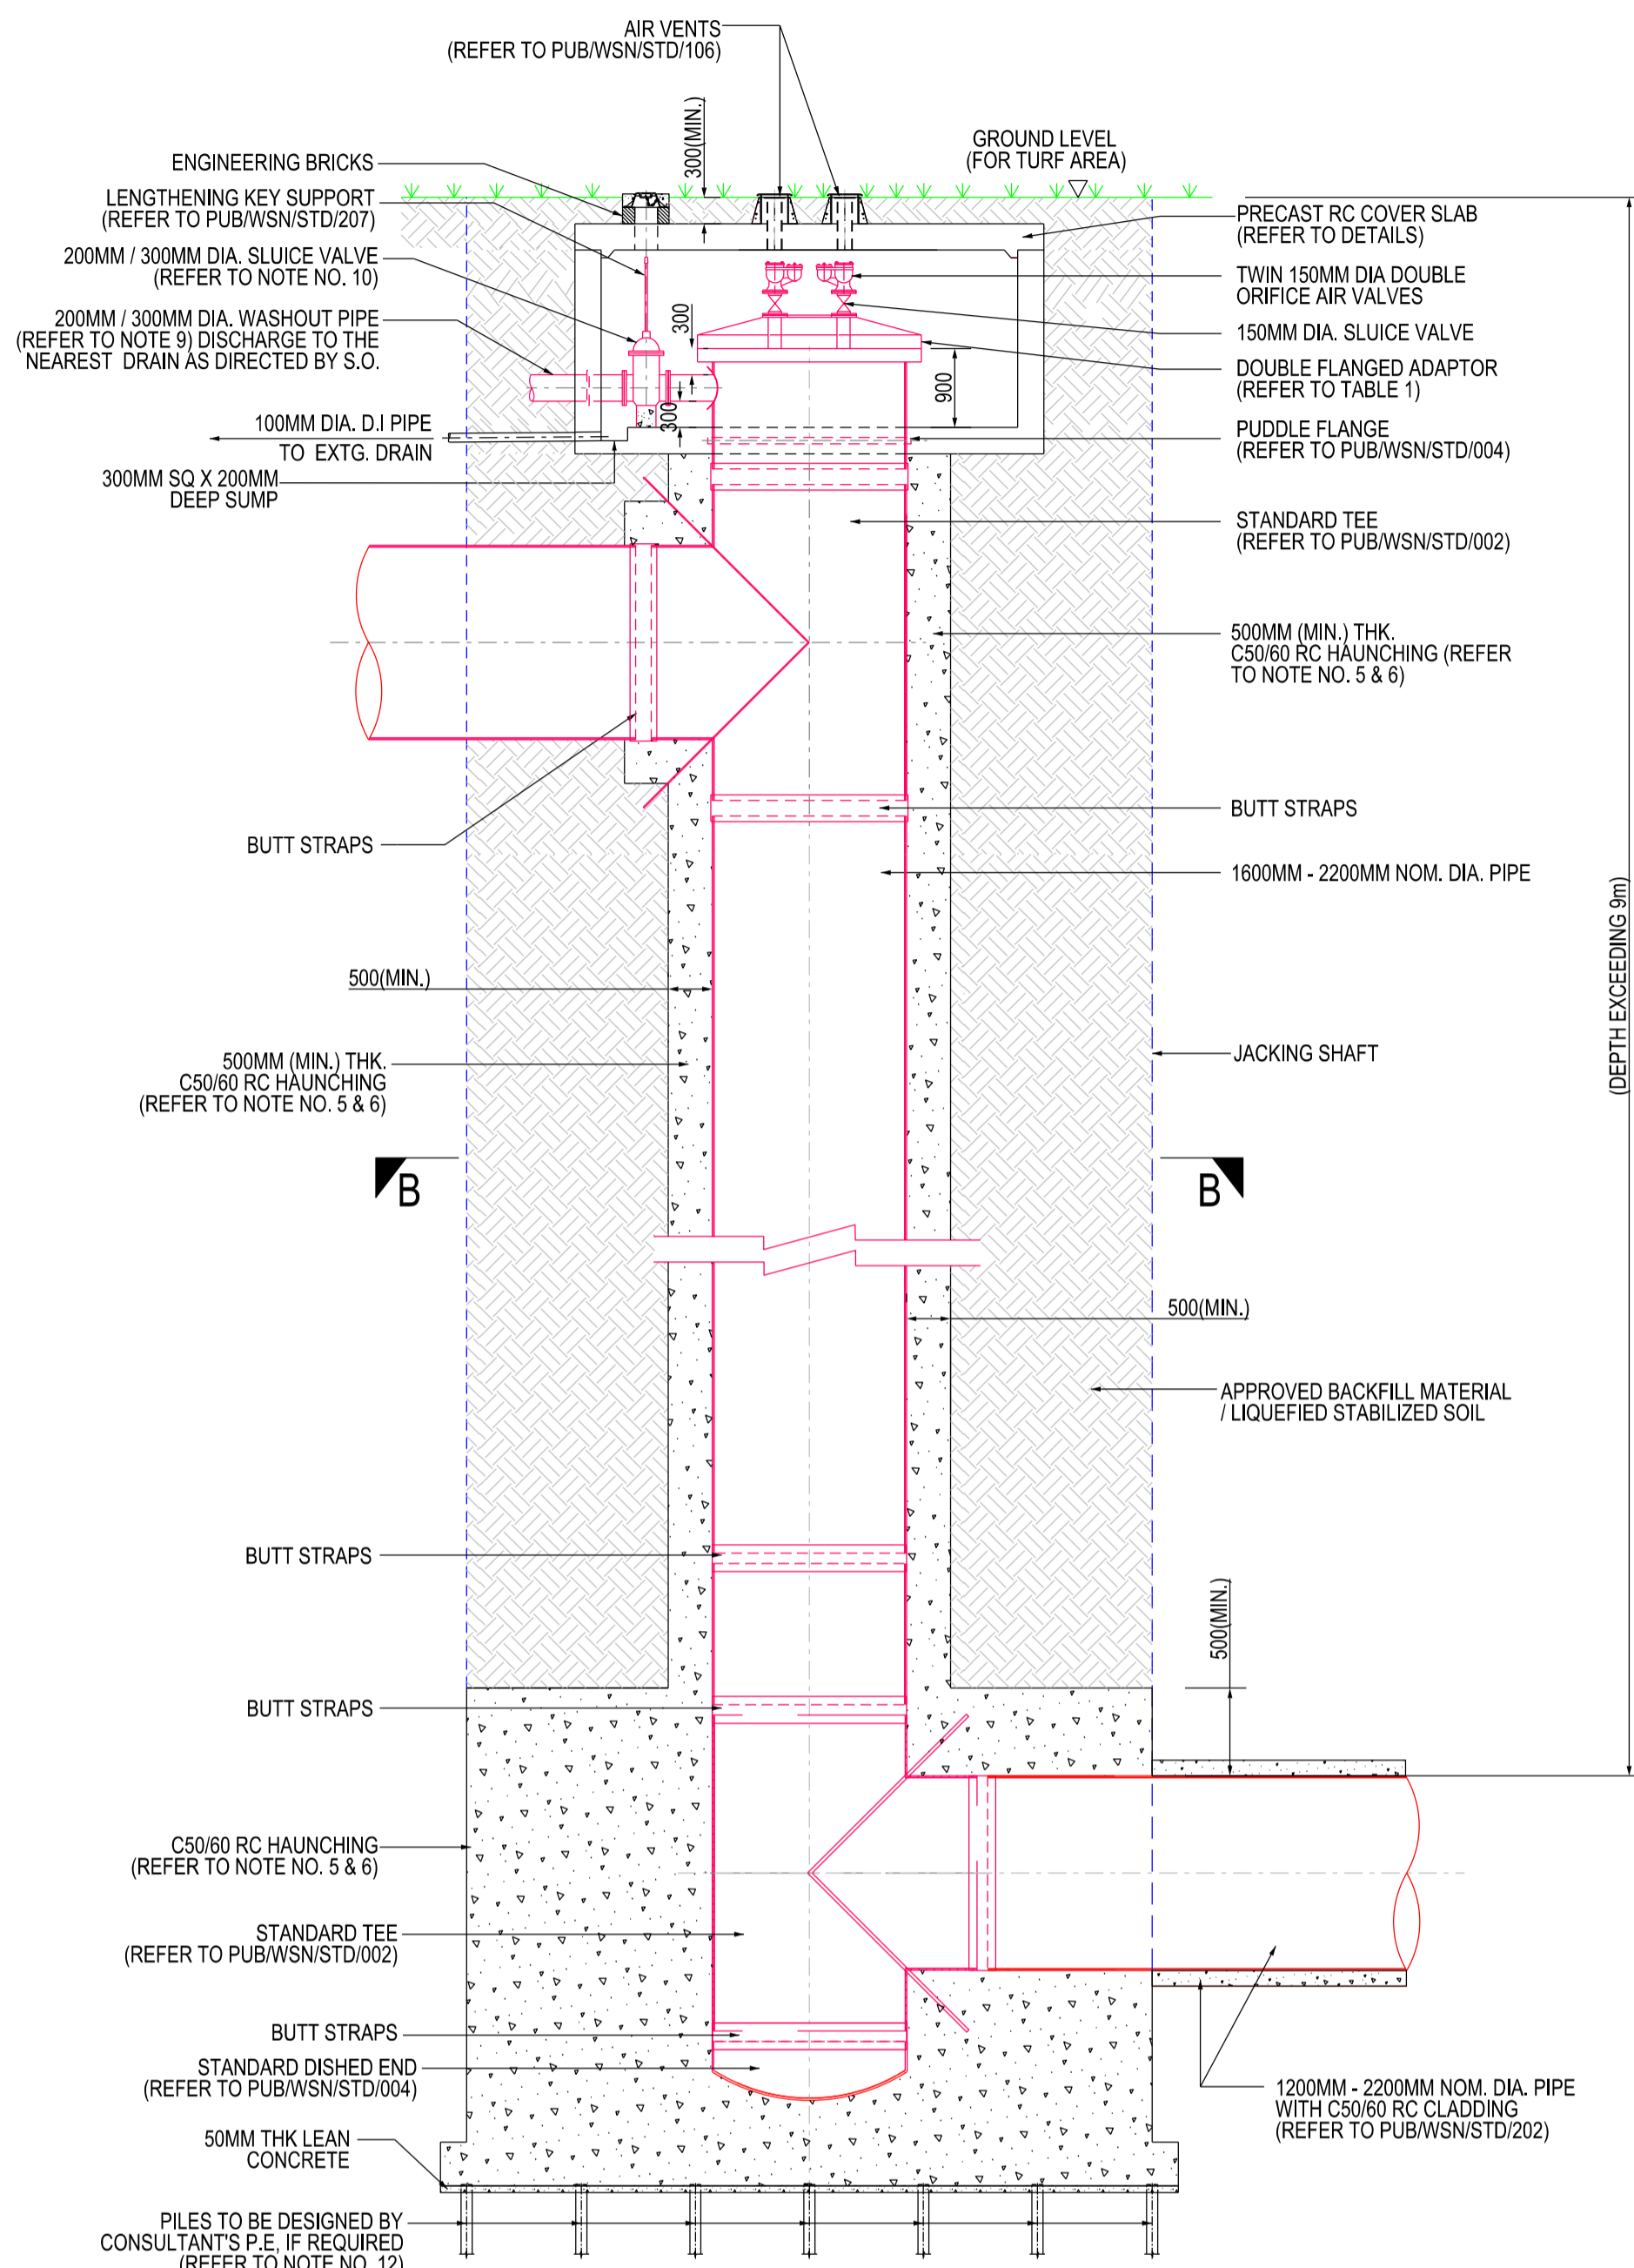 AIR VENTS
(REFER TO PUB/WSN/STD/106)
300(MIN.)
GROUND LEVEL
(FOR TURF AREA)
ENGINEERING BRICKS
LENGTHENING KEY SUPPORT
(REFER TO PUB/WSN/STD/207)
200MM / 300MM DIA. SLUICE VALVE
(REFER TO NOTE NO. 10)
200MM / 300MM DIA. WASHOUT PIPE
(REFER TO NOTE 9) DISCHARGE TO THE
NEAREST DRAIN AS DIRECTED BY S.O.
100MM DIA. D.I PIPE
TO EXTG. DRAIN
300MM SQ X 200MM
DEEP SUMP
300
300
900
PRECAST RC COVER SLAB
(REFER TO DETAILS)
TWIN 150MM DIA DOUBLE
ORIFICE AIR VALVES
150MM DIA. SLUICE VALVE
DOUBLE FLANGED ADAPTOR
(REFER TO TABLE 1)
PUDDLE FLANGE
(REFER TO PUB/WSN/STD/004)
STANDARD TEE
(REFER TO PUB/WSN/STD/002)
500MM (MIN.) THK.
C50/60 RC HAUNCHING (REFER
TO NOTE NO. 5 & 6)
BUTT STRAPS
BUTT STRAPS
1600MM - 2200MM NOM. DIA. PIPE
(DEPTH EXCEEDING 9m)
500(MIN.)
500MM (MIN.) THK.
C50/60 RC HAUNCHING
(REFER TO NOTE NO. 5 & 6)
JACKING SHAFT
B
B
500(MIN.)
APPROVED BACKFILL MATERIAL
/ LIQUEFIED STABILIZED SOIL
BUTT STRAPS
500(MIN.)
BUTT STRAPS
C50/60 RC HAUNCHING
(REFER TO NOTE NO. 5 & 6)
STANDARD TEE
(REFER TO PUB/WSN/STD/002)
BUTT STRAPS
STANDARD DISHED END
(REFER TO PUB/WSN/STD/004)
1200MM - 2200MM NOM. DIA. PIPE
WITH C50/60 RC CLADDING
(REFER TO PUB/WSN/STD/202)
50MM THK LEAN
CONCRETE
PILES TO BE DESIGNED BY
CONSULTANT'S P.E, IF REQUIRED
(REFER TO NOTE NO. 12)